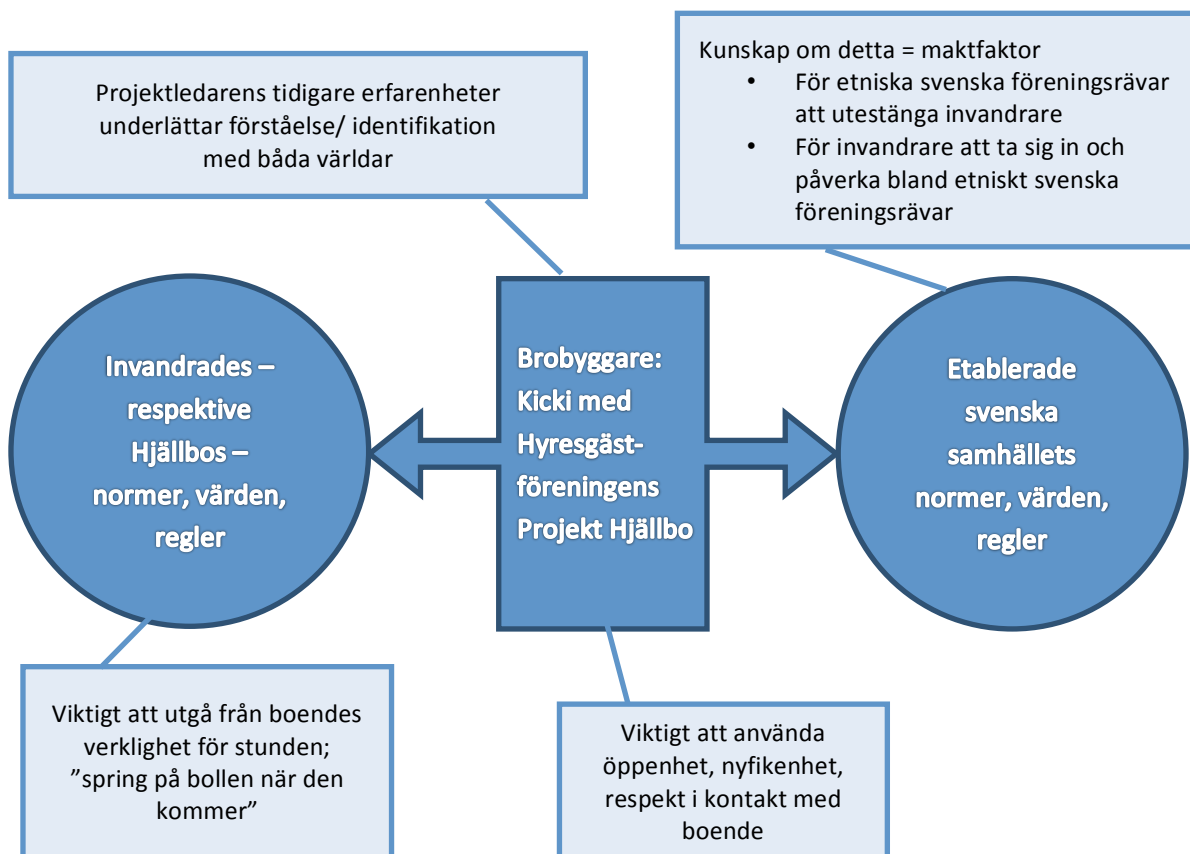 Projektledarens tidigare erfarenheter
underlättar förståelse/ identifikation
med båda världar
Kunskap om detta = maktfaktor
• För etniska svenska föreningsrävar
att utestänga invandrare
• För invandrare att ta sig in och
påverka bland etniskt svenska
föreningsrävar
Invandrades –
respektive
Hjällbos –
normer, värden,
regler
Brobyggare:
Kicki med
Hyresgäst-
föreningens
Projekt Hjällbo
Etablerade
svenska
samhällets
normer, värden,
regler
Viktigt att utgå från boendes
verklighet för stunden;
”spring på bollen när den
kommer”
Viktigt att använda
öppenhet, nyfikenhet,
respekt i kontakt med
boende